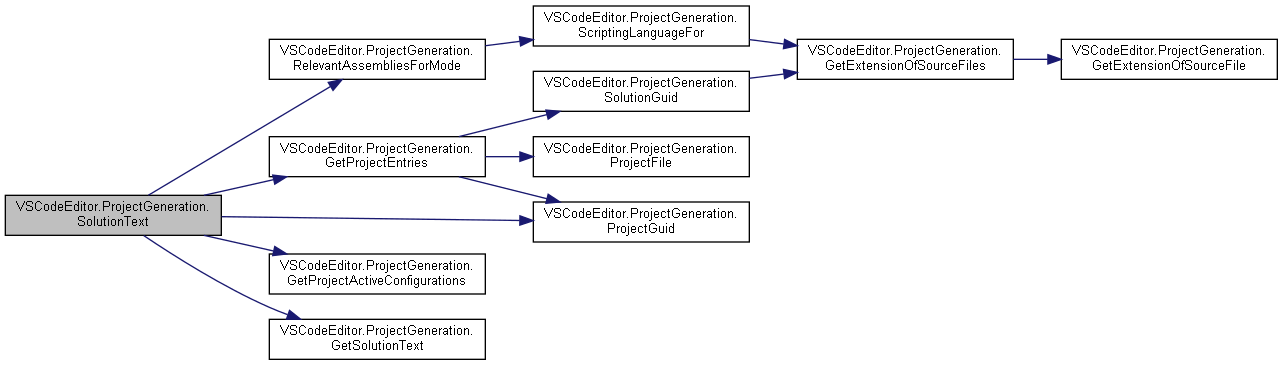 VSCodeEditor.ProjectGeneration.
SolutionText
VSCodeEditor.ProjectGeneration.
RelevantAssembliesForMode
VSCodeEditor.ProjectGeneration.
GetProjectEntries
VSCodeEditor.ProjectGeneration.
GetProjectActiveConfigurations
VSCodeEditor.ProjectGeneration.
GetSolutionText
VSCodeEditor.ProjectGeneration.
ScriptingLanguageFor
VSCodeEditor.ProjectGeneration.
SolutionGuid
VSCodeEditor.ProjectGeneration.
ProjectFile
VSCodeEditor.ProjectGeneration.
ProjectGuid
VSCodeEditor.ProjectGeneration.
GetExtensionOfSourceFiles
VSCodeEditor.ProjectGeneration.
GetExtensionOfSourceFile